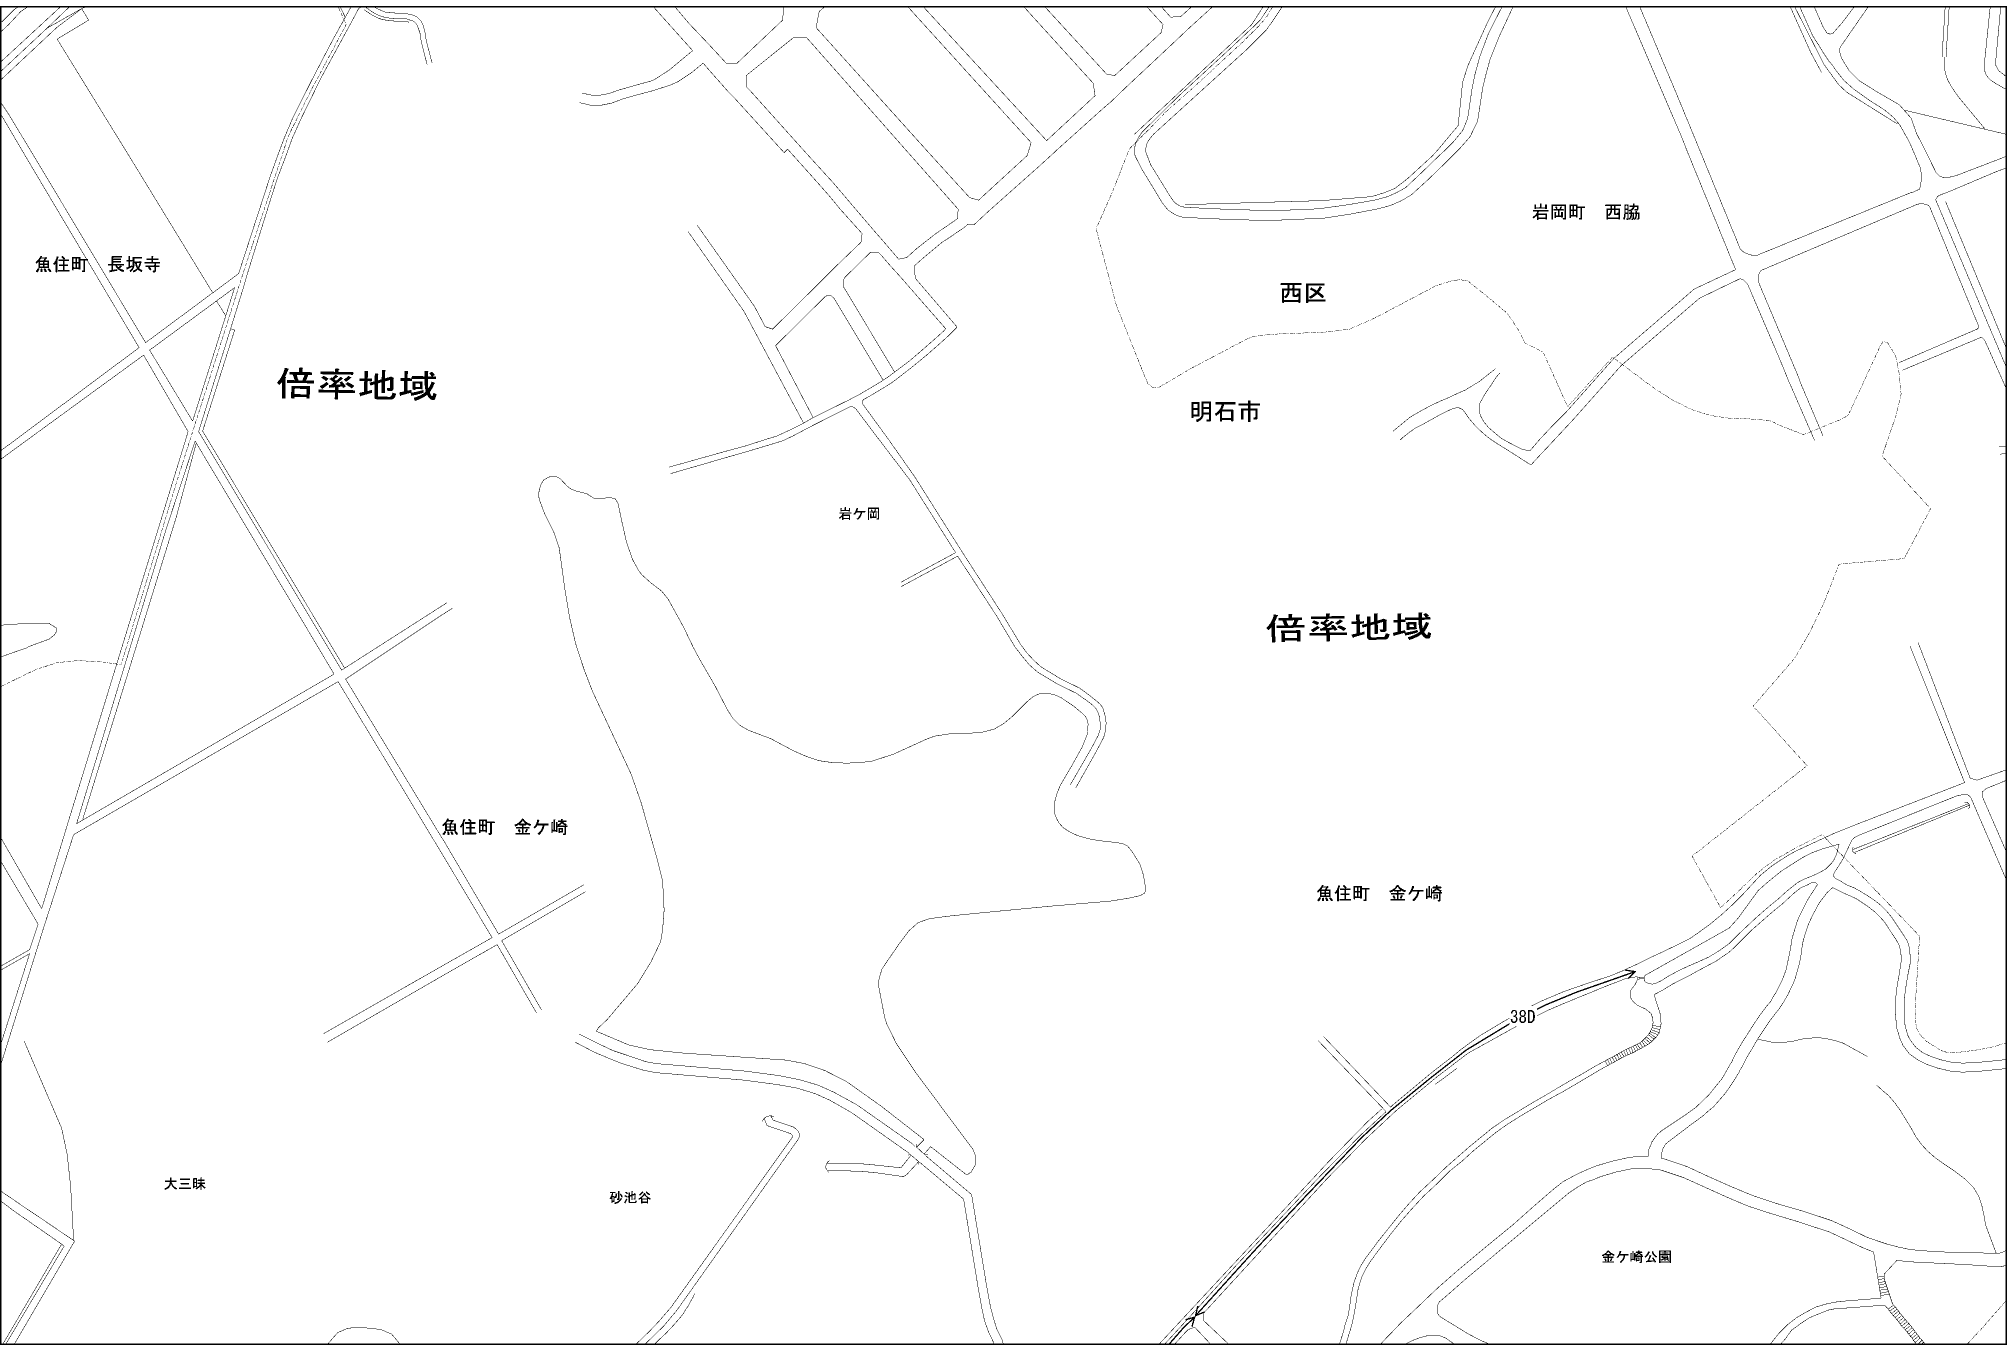 岩岡町　西脇
魚住町　長坂寺
西区
倍率地域
明石市
岩ケ岡
倍率地域
魚住町　金ケ崎
魚住町　金ケ崎
38D
大三昧
砂池谷
金ケ崎公園